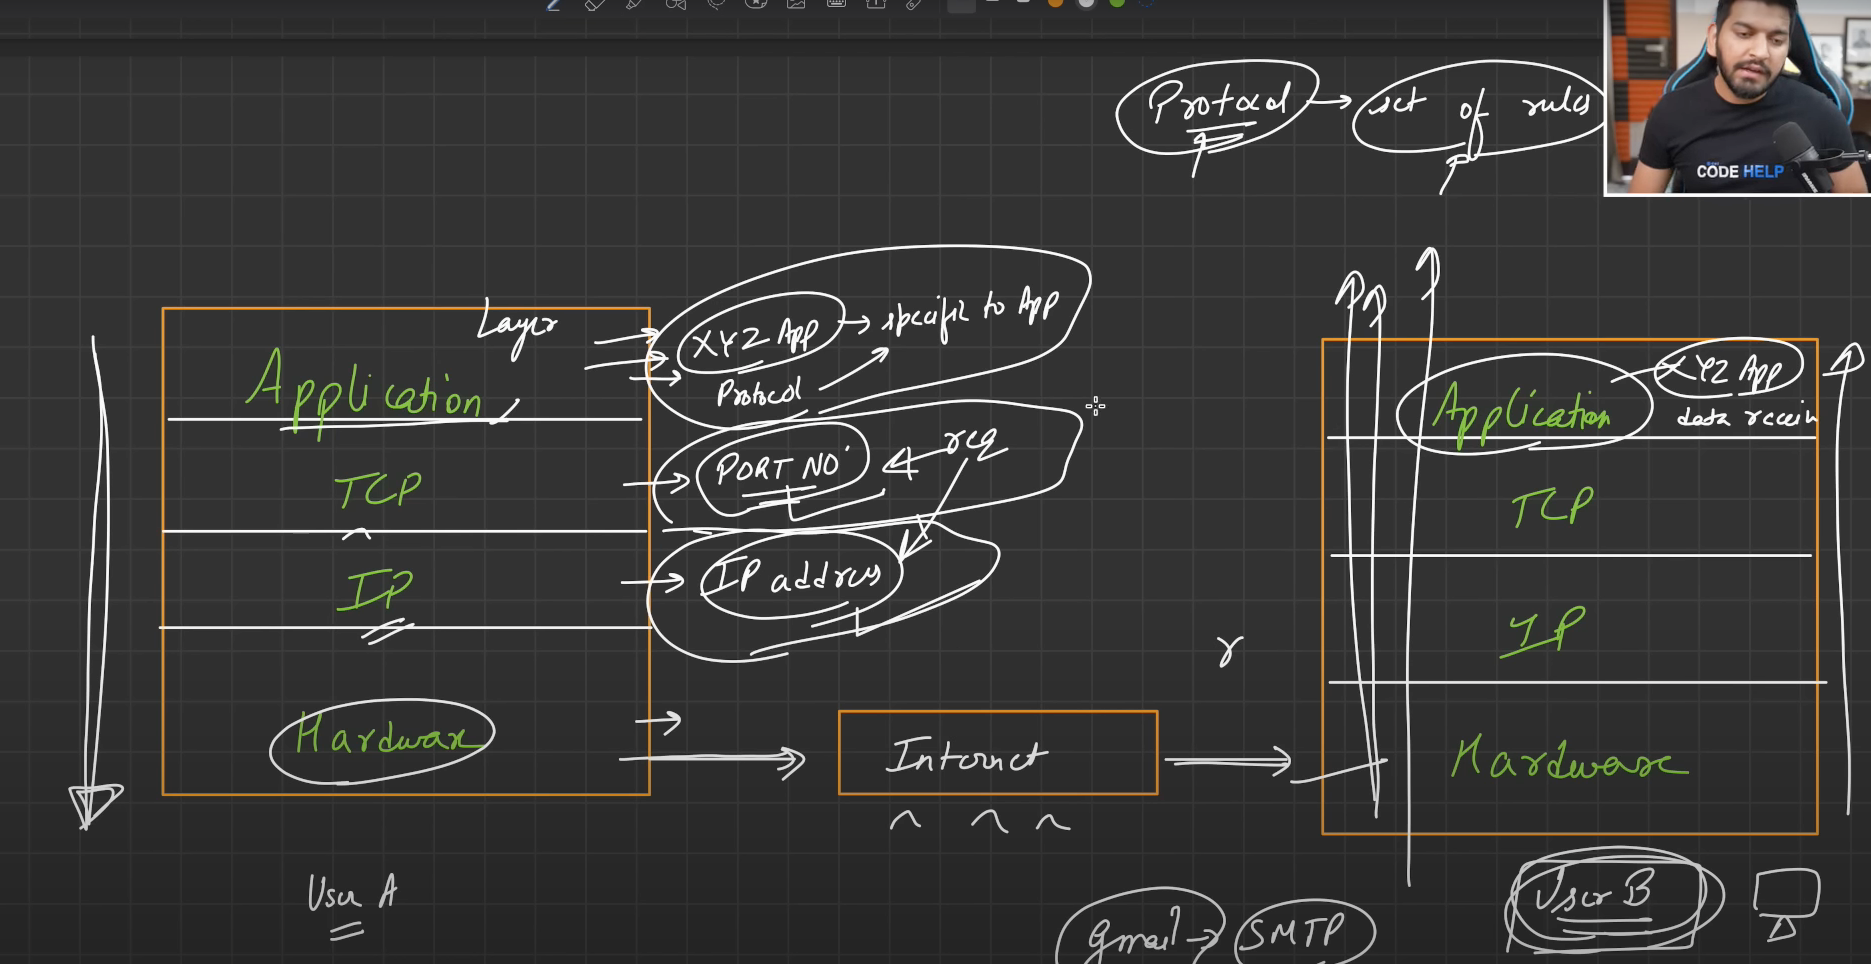 Protocol → set of rules
CODE HELP
Layer
XYZ App → specific to App
Protocol
Application
PORT NO.
req
TCP
IP address
IP
Hardware
Internet
User A
XYZ App
Application
data receiv
TCP
IP
r
Hardware
User B
Gmail → SMTP